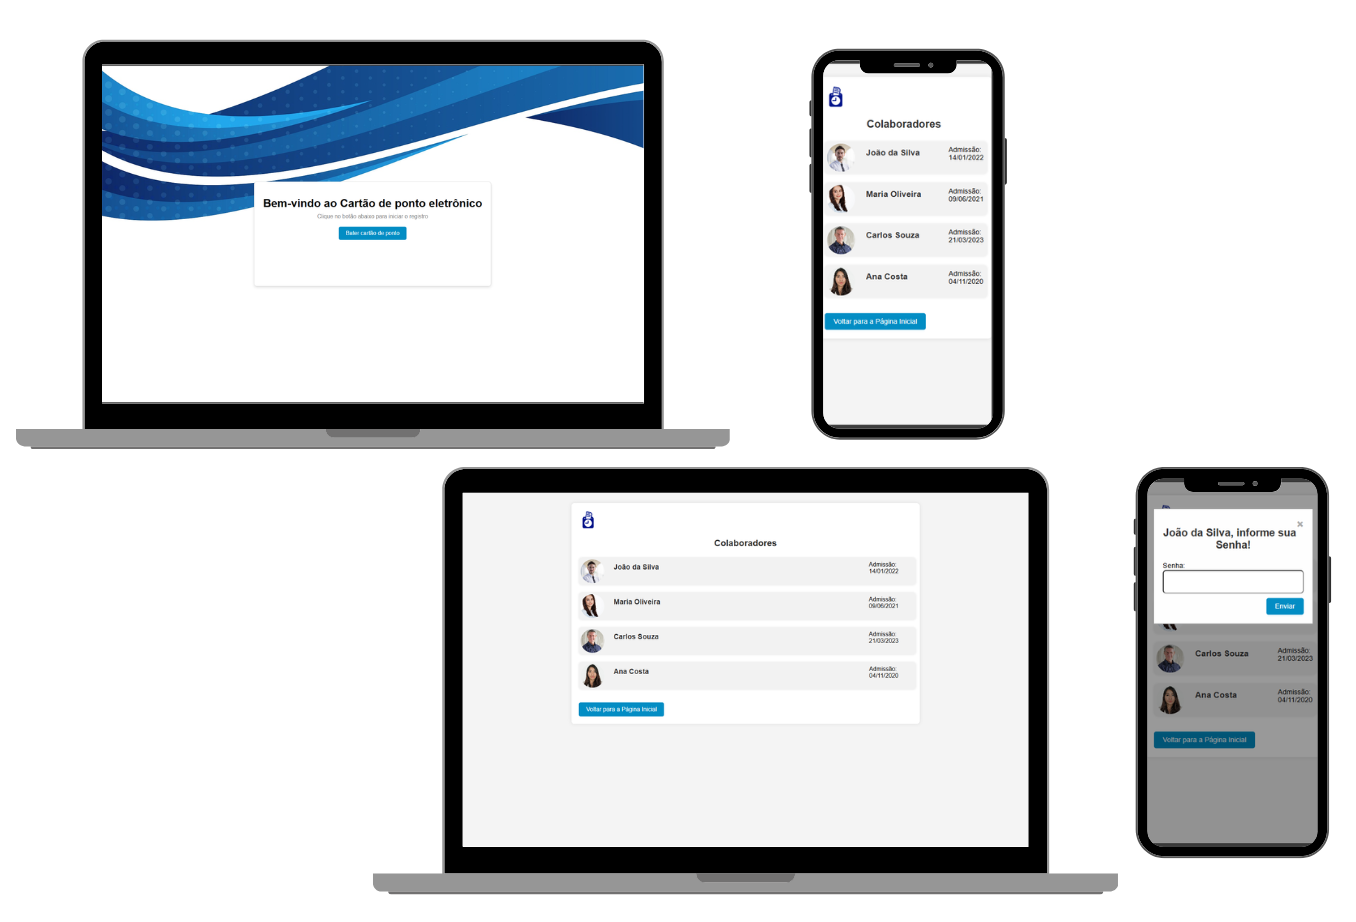 Bem-vindo ao Cartão de ponto eletrônico
Clique no botão abaixo para iniciar o registro
Bater cartão de ponto
Colaboradores
João da Silva
Admissão:
14/01/2022
Maria Oliveira
Admissão:
09/06/2021
Carlos Souza
Admissão:
21/03/2023
Ana Costa
Admissão:
04/11/2020
Voltar para a Página Inicial
Colaboradores
João da Silva
Admissão:
14/01/2022
Maria Oliveira
Admissão:
09/06/2021
Carlos Souza
Admissão:
21/03/2023
Ana Costa
Admissão:
04/11/2020
Voltar para a Página Inicial
×
João da Silva, informe sua
Senha!
Senha:
Enviar
Carlos Souza
Admissão:
21/03/2023
Ana Costa
Admissão:
04/11/2020
Voltar para a Página Inicial